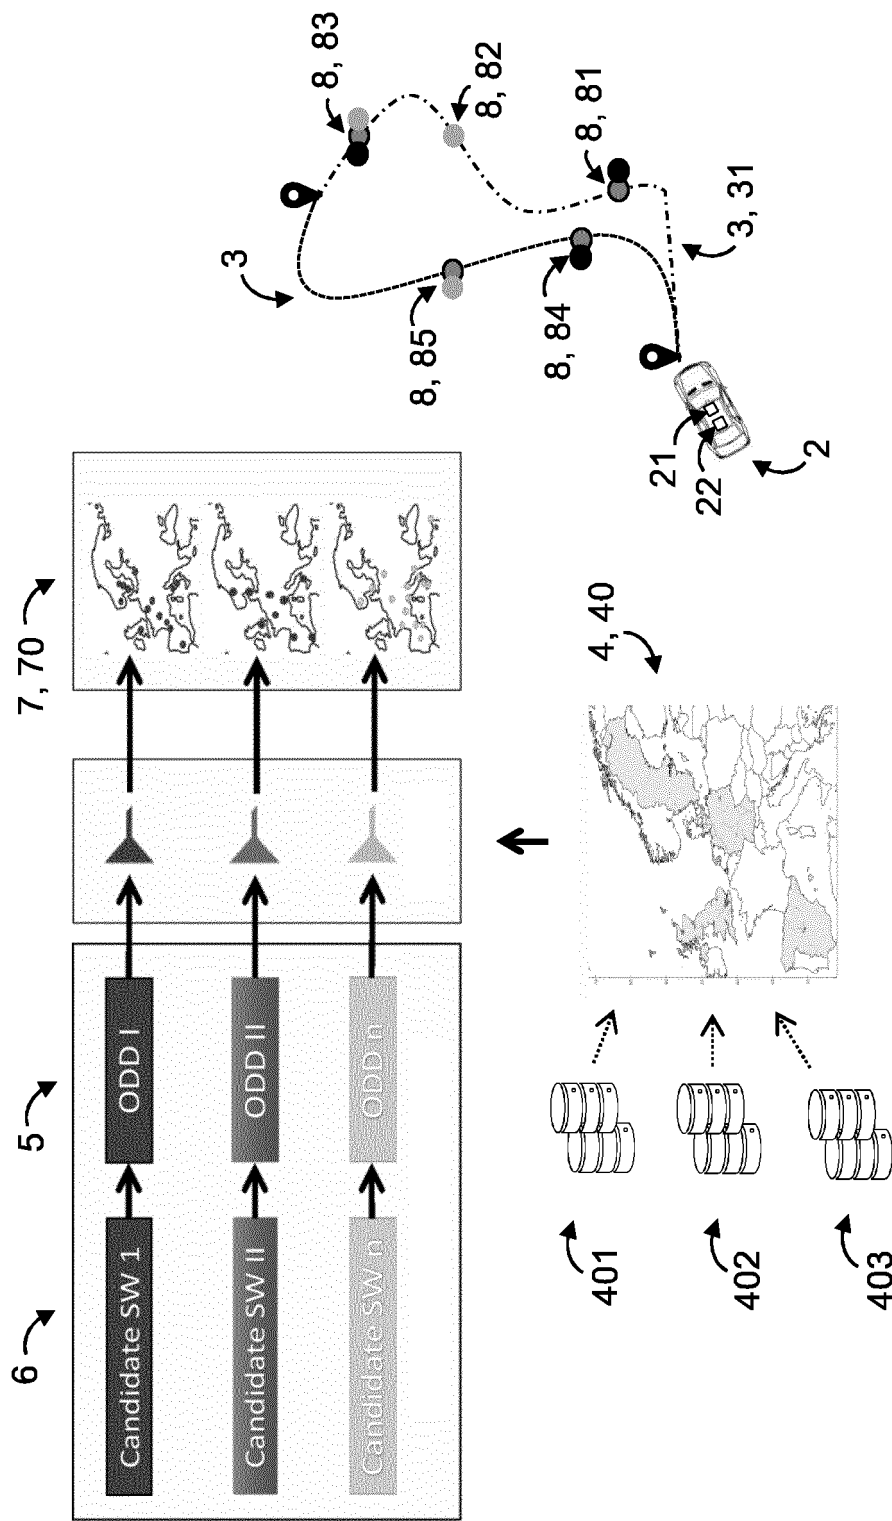 6
5
7, 70
Candidate SW 1
ODD I
Candidate SW II
ODD II
Candidate SW n
ODD n
401
402
403
4, 40
3
8, 83
8, 82
8, 85
8, 84
8, 81
3, 31
21
22
2